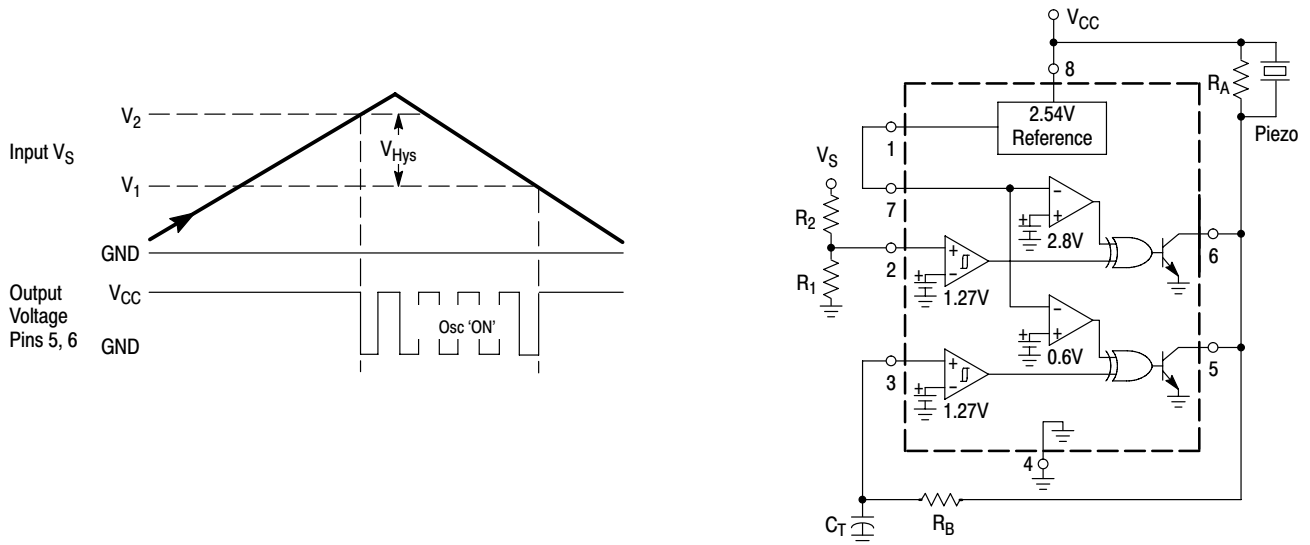 V2
Input VS
VHys
V1
GND
Output
Voltage
Pins 5, 6
VCC
Osc 'ON'
GND
VCC
8
RA
Piezo
2.54V
Reference
1
VS
7
R2
2.8V
6
2
R1
1.27V
0.6V
5
3
1.27V
4
CT
RB